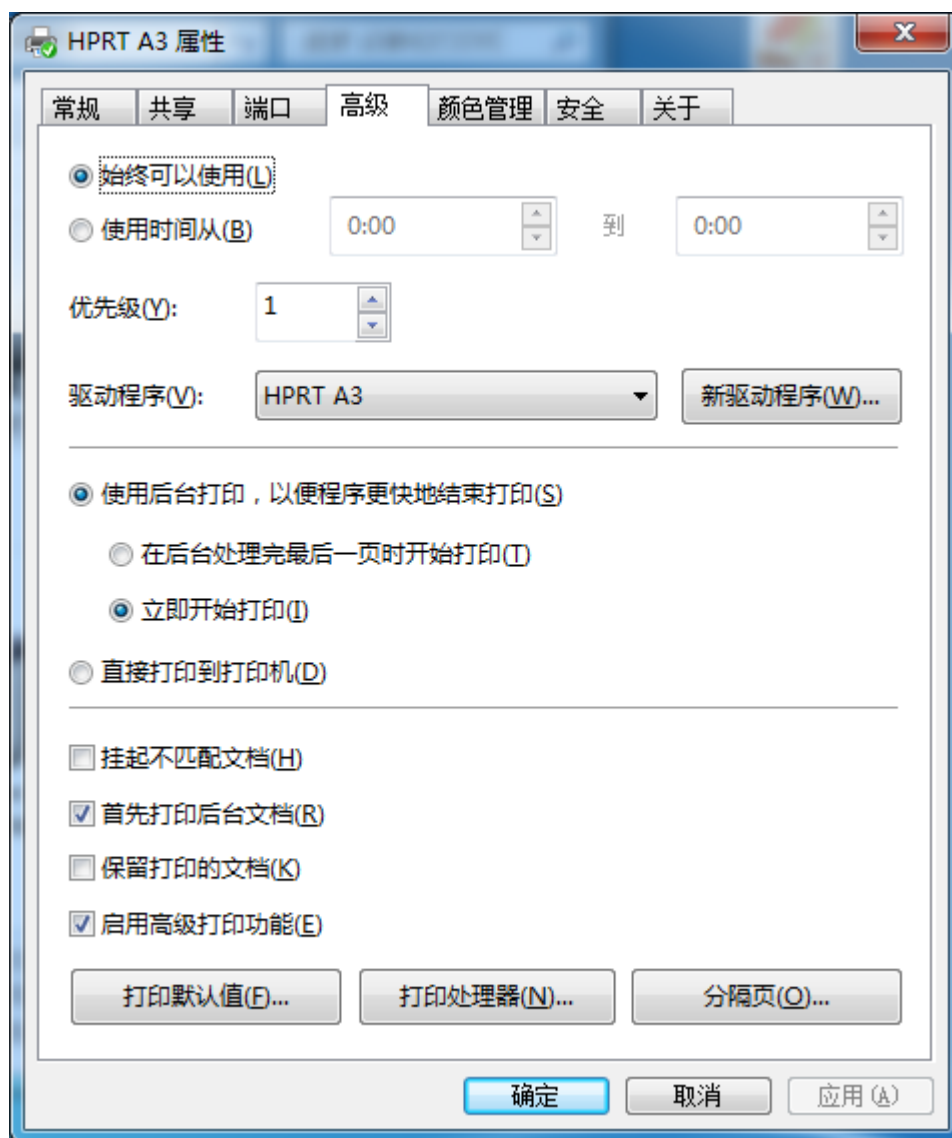 HPRT A3 属性
常规 共享 端口 高级 颜色管理 安全 关于
始终可以使用(L)
使用时间从(B) 0:00 到 0:00
优先级(Y): 1
驱动程序(V): HPRT A3 新驱动程序(W)...
使用后台打印，以便程序更快地结束打印(S)
在后台处理完最后一页时开始打印(T)
立即开始打印(I)
直接打印到打印机(D)
挂起不匹配文档(H)
首先打印后台文档(R)
保留打印的文档(K)
启用高级打印功能(E)
打印默认值(F)... 打印处理器(N)... 分隔页(O)...
确定 取消 应用(A)